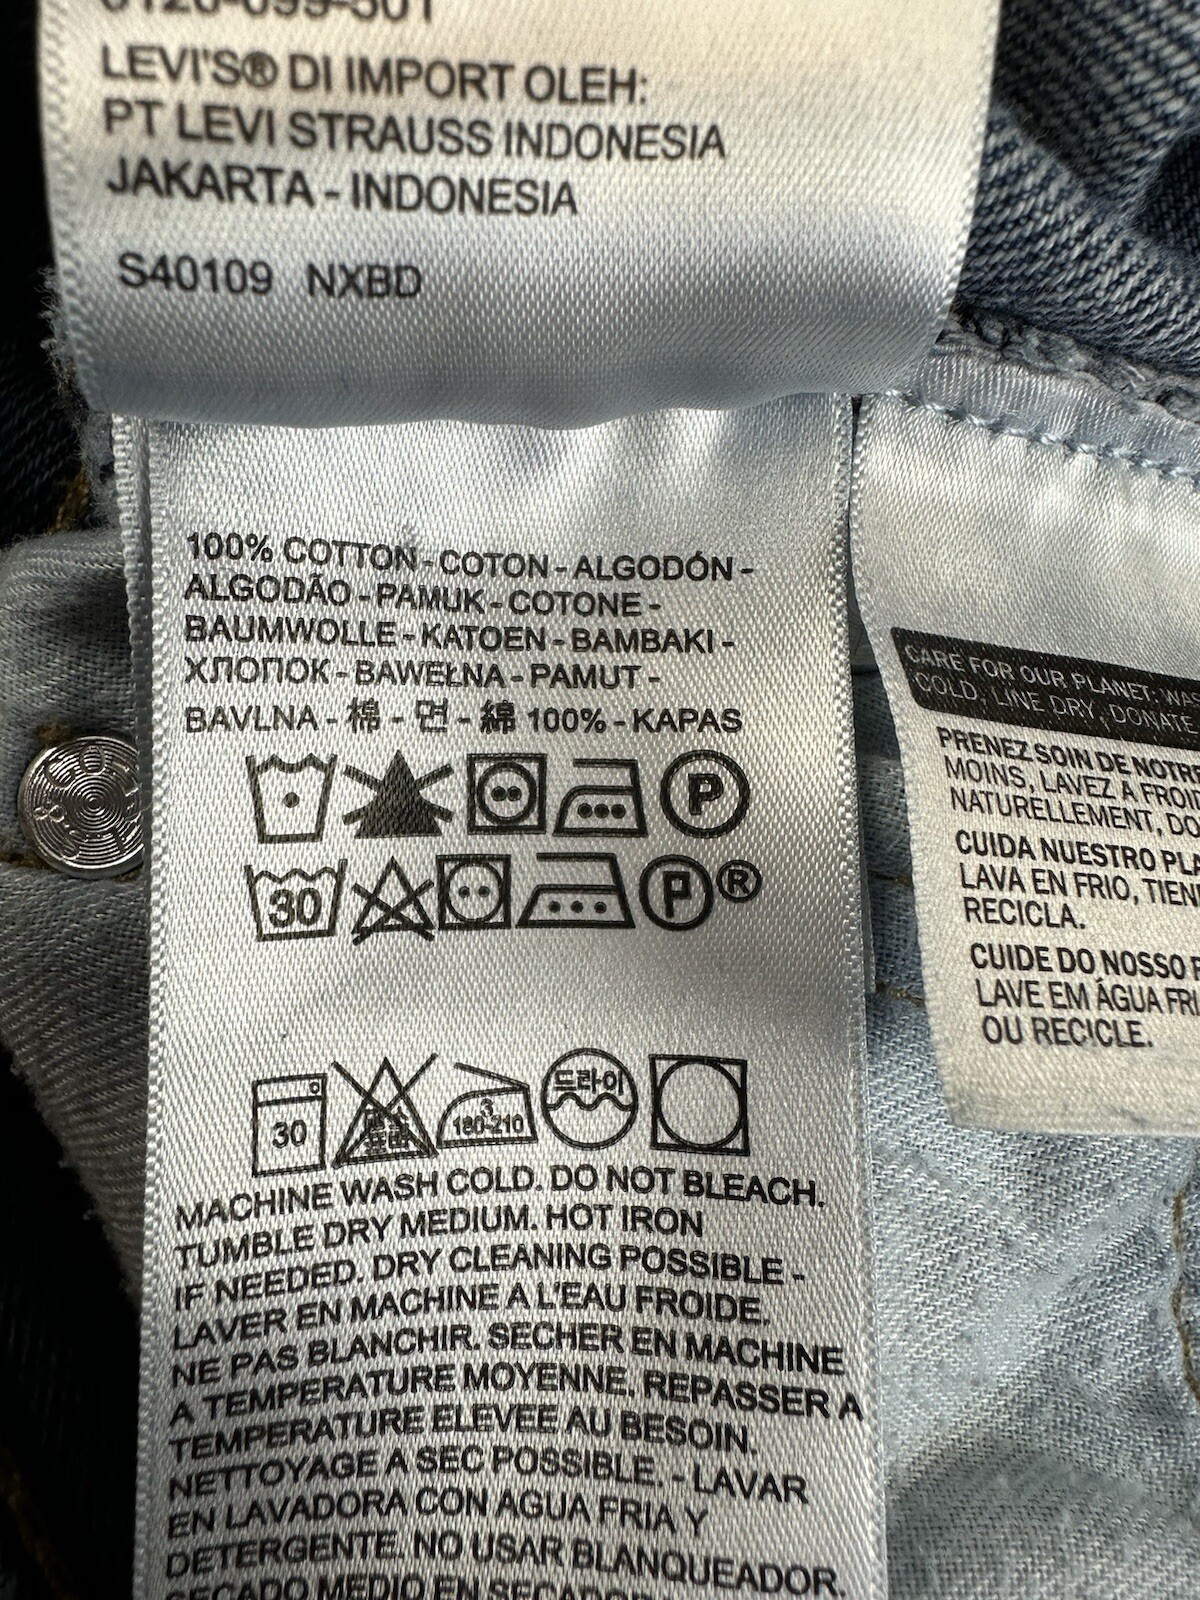 0120-099-501
LEVI'S® DI IMPORT OLEH:
PT LEVI STRAUSS INDONESIA
JAKARTA - INDONESIA
S40109 NXBD
100% COTTON - COTON - ALGODÓN -
ALGODÃO - PAMUK - COTONE -
BAUMWOLLE - KATOEN - BAMBAKI -
ХЛОПОК - BAWEŁNA - PAMUT -
BAVLNA - 棉 - 면 - 綿 100% - KAPAS
P
30 P ®
30 3 180-210 드라이
MACHINE WASH COLD. DO NOT BLEACH.
TUMBLE DRY MEDIUM. HOT IRON
IF NEEDED. DRY CLEANING POSSIBLE -
LAVER EN MACHINE A L'EAU FROIDE.
NE PAS BLANCHIR. SECHER EN MACHINE
A TEMPERATURE MOYENNE. REPASSER A
TEMPERATURE ELEVEE AU BESOIN.
NETTOYAGE A SEC POSSIBLE. - LAVAR
EN LAVADORA CON AGUA FRIA Y
DETERGENTE. NO USAR BLANQUEADOR.
SECADO MEDIO EN
CARE FOR OUR PLANET:
COLD, LINE DRY, DONATE
PRENEZ SOIN DE NOTRE
MOINS, LAVEZ A
NATURELLEMENT,
CUIDA NUESTRO
LAVA EN FRIO,
RECICLA.
CUIDE DO NOSSO
LAVE EM ÁGUA
OU RECICLE.